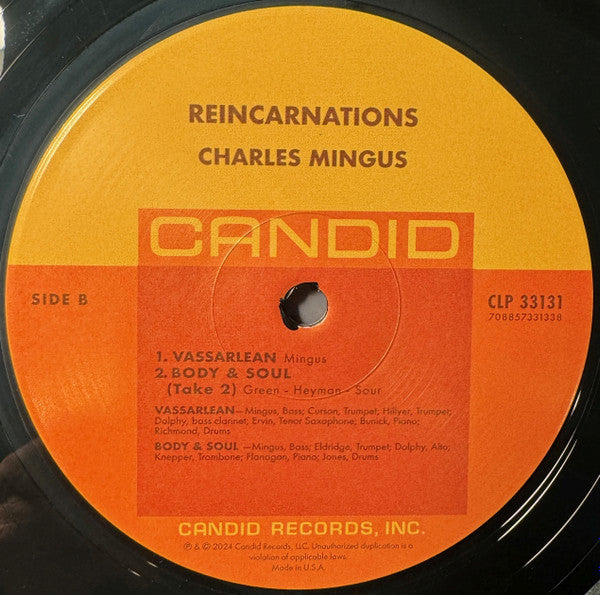 REINCARNATIONS
CHARLES MINGUS
CANDID
SIDE B
CLP 33131
708857331338
1. VASSARLEAN Mingus
2. BODY & SOUL
(Take 2) Green - Heyman - Sour
VASSARLEAN—Mingus, Bass; Curson, Trumpet; Hillyer, Trumpet;
Dolphy, bass clarinet; Ervin, Tenor Saxophone; Bunick, Piano;
Richmond, Drums
BODY & SOUL —Mingus, Bass; Eldridge, Trumpet; Dolphy, Alto;
Knepper, Trombone; Flanagan, Piano; Jones, Drums
CANDID RECORDS, INC.
℗ & © 2024 Candid Records, LLC. Unauthorized duplication is a
violation of applicable laws.
Made in U.S.A.